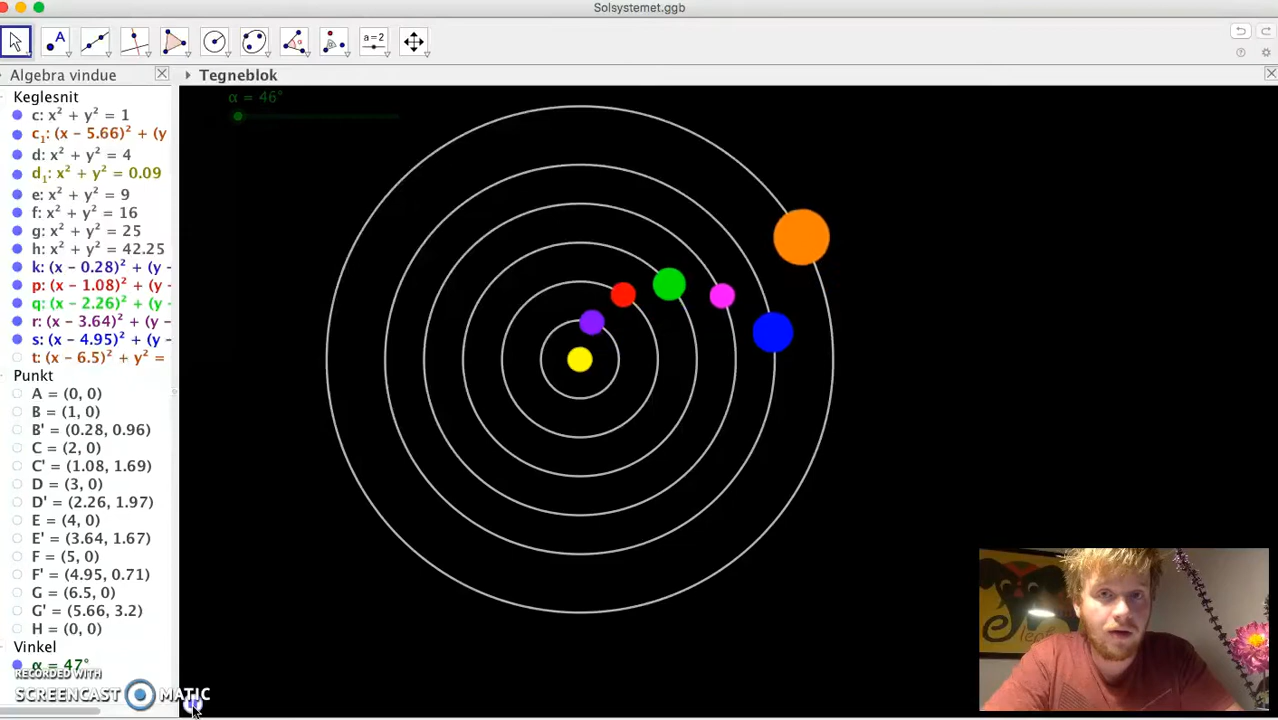 Solsystemet.ggb
A
a=2
Algebra vindue
Tegneblok
Keglesnit
c: x² + y² = 1
c₁: (x − 5.66)² + (y
d: x² + y² = 4
d₁: x² + y² = 0.09
e: x² + y² = 9
f: x² + y² = 16
g: x² + y² = 25
h: x² + y² = 42.25
k: (x − 0.28)² + (y −
p: (x − 1.08)² + (y −
q: (x − 2.26)² + (y −
r: (x − 3.64)² + (y −
s: (x − 4.95)² + (y −
t: (x − 6.5)² + y² =
Punkt
A = (0, 0)
B = (1, 0)
B' = (0.28, 0.96)
C = (2, 0)
C' = (1.08, 1.69)
D = (3, 0)
D' = (2.26, 1.97)
E = (4, 0)
E' = (3.64, 1.67)
F = (5, 0)
F' = (4.95, 0.71)
G = (6.5, 0)
G' = (5.66, 3.2)
H = (0, 0)
Vinkel
α = 47°
RECORDED WITH
SCREENCAST MATIC
α = 46°